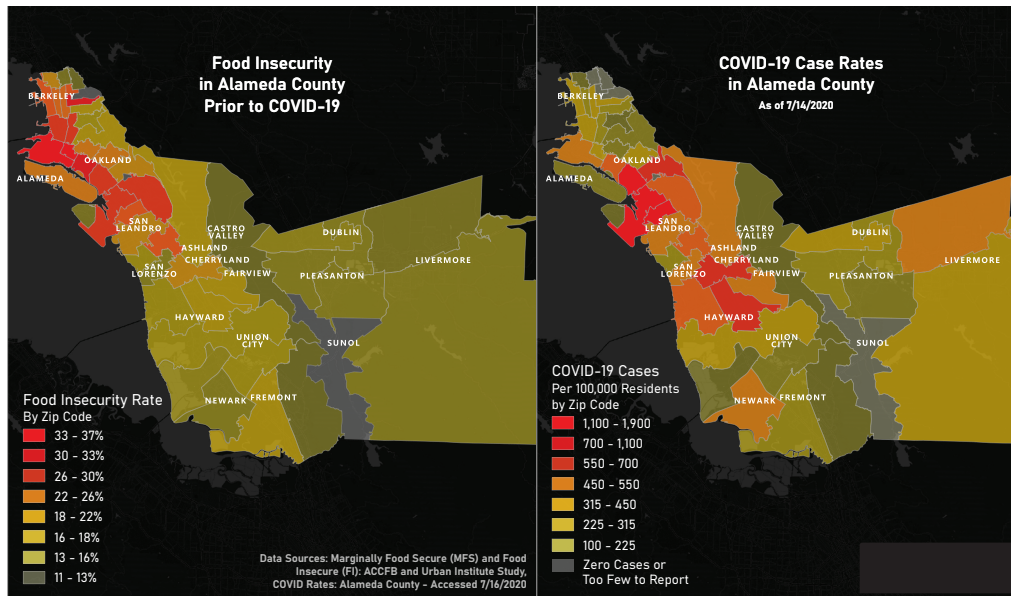 Food Insecurity
in Alameda County
Prior to COVID-19
BERKELEY
OAKLAND
ALAMEDA
SAN
LEANDRO
CASTRO
VALLEY
DUBLIN
ASHLAND
CHERRYLAND
LIVERMORE
SAN
LORENZO
FAIRVIEW
PLEASANTON
HAYWARD
UNION
CITY
SUNOL
NEWARK
FREMONT
Food Insecurity Rate
By Zip Code
33 - 37%
30 - 33%
26 - 30%
22 - 26%
18 - 22%
16 - 18%
13 - 16%
11 - 13%
Data Sources: Marginally Food Secure (MFS) and Food
Insecure (FI): ACCFB and Urban Institute Study,
COVID Rates: Alameda County - Accessed 7/16/2020
COVID-19 Case Rates
in Alameda County
As of 7/14/2020
BERKELEY
OAKLAND
ALAMEDA
SAN
LEANDRO
CASTRO
VALLEY
DUBLIN
ASHLAND
CHERRYLAND
LIVERMORE
SAN
LORENZO
FAIRVIEW
PLEASANTON
HAYWARD
UNION
CITY
SUNOL
NEWARK
FREMONT
COVID-19 Cases
Per 100,000 Residents
by Zip Code
1,100 - 1,900
700 - 1,100
550 - 700
450 - 550
315 - 450
225 - 315
100 - 225
Zero Cases or
Too Few to Report